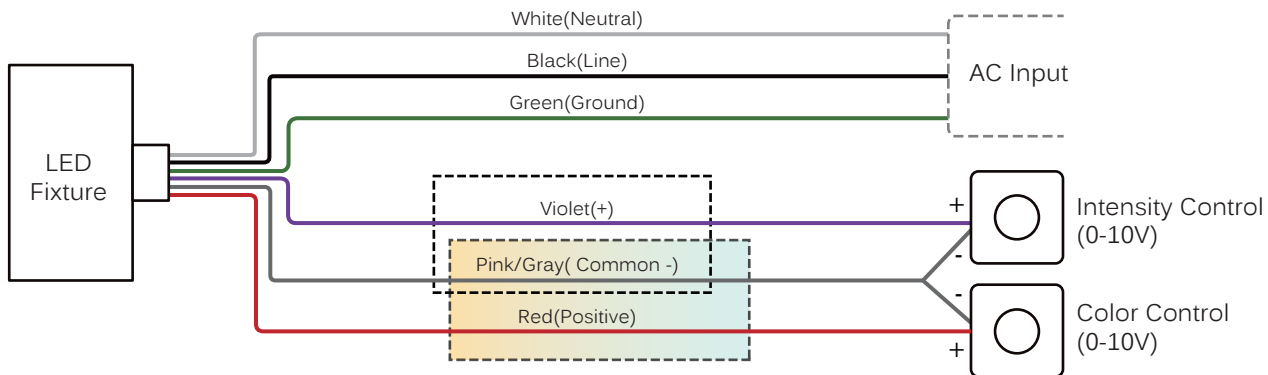 White(Neutral)
Black(Line)
AC Input
Green(Ground)
LED
Fixture
Violet(+)
+
Intensity Control
(0-10V)
-
Pink/Gray( Common -)
-
Red(Positive)
Color Control
(0-10V)
+